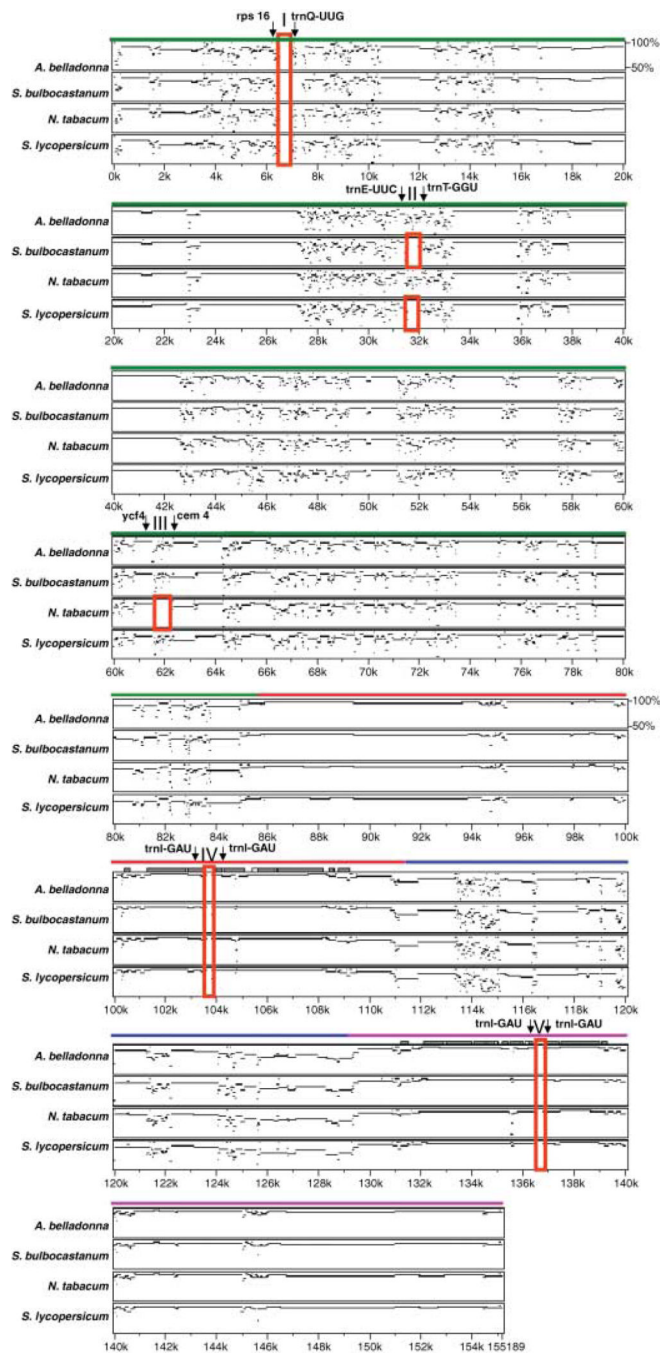 rps 16 I trnQ-UUG
100%
A. belladonna 50%
S. bulbocastanum
N. tabacum
S. lycopersicum
0k 2k 4k 6k 8k 10k 12k 14k 16k 18k 20k
trnE-UUC II trnT-GGU
A. belladonna
S. bulbocastanum
N. tabacum
S. lycopersicum
20k 22k 24k 26k 28k 30k 32k 34k 36k 38k 40k
A. belladonna
S. bulbocastanum
N. tabacum
S. lycopersicum
40k 42k 44k 46k 48k 50k 52k 54k 56k 58k 60k
ycf4 III cem 4
A. belladonna
S. bulbocastanum
N. tabacum
S. lycopersicum
60k 62k 64k 66k 68k 70k 72k 74k 76k 78k 80k
100%
A. belladonna 50%
S. bulbocastanum
N. tabacum
S. lycopersicum
80k 82k 84k 86k 88k 90k 92k 94k 96k 98k 100k
trnI-GAU IV trnI-GAU
A. belladonna
S. bulbocastanum
N. tabacum
S. lycopersicum
100k 102k 104k 106k 108k 110k 112k 114k 116k 118k 120k
trnI-GAU V trnI-GAU
A. belladonna
S. bulbocastanum
N. tabacum
S. lycopersicum
120k 122k 124k 126k 128k 130k 132k 134k 136k 138k 140k
A. belladonna
S. bulbocastanum
N. tabacum
S. lycopersicum
140k 142k 144k 146k 148k 150k 152k 154k 155189